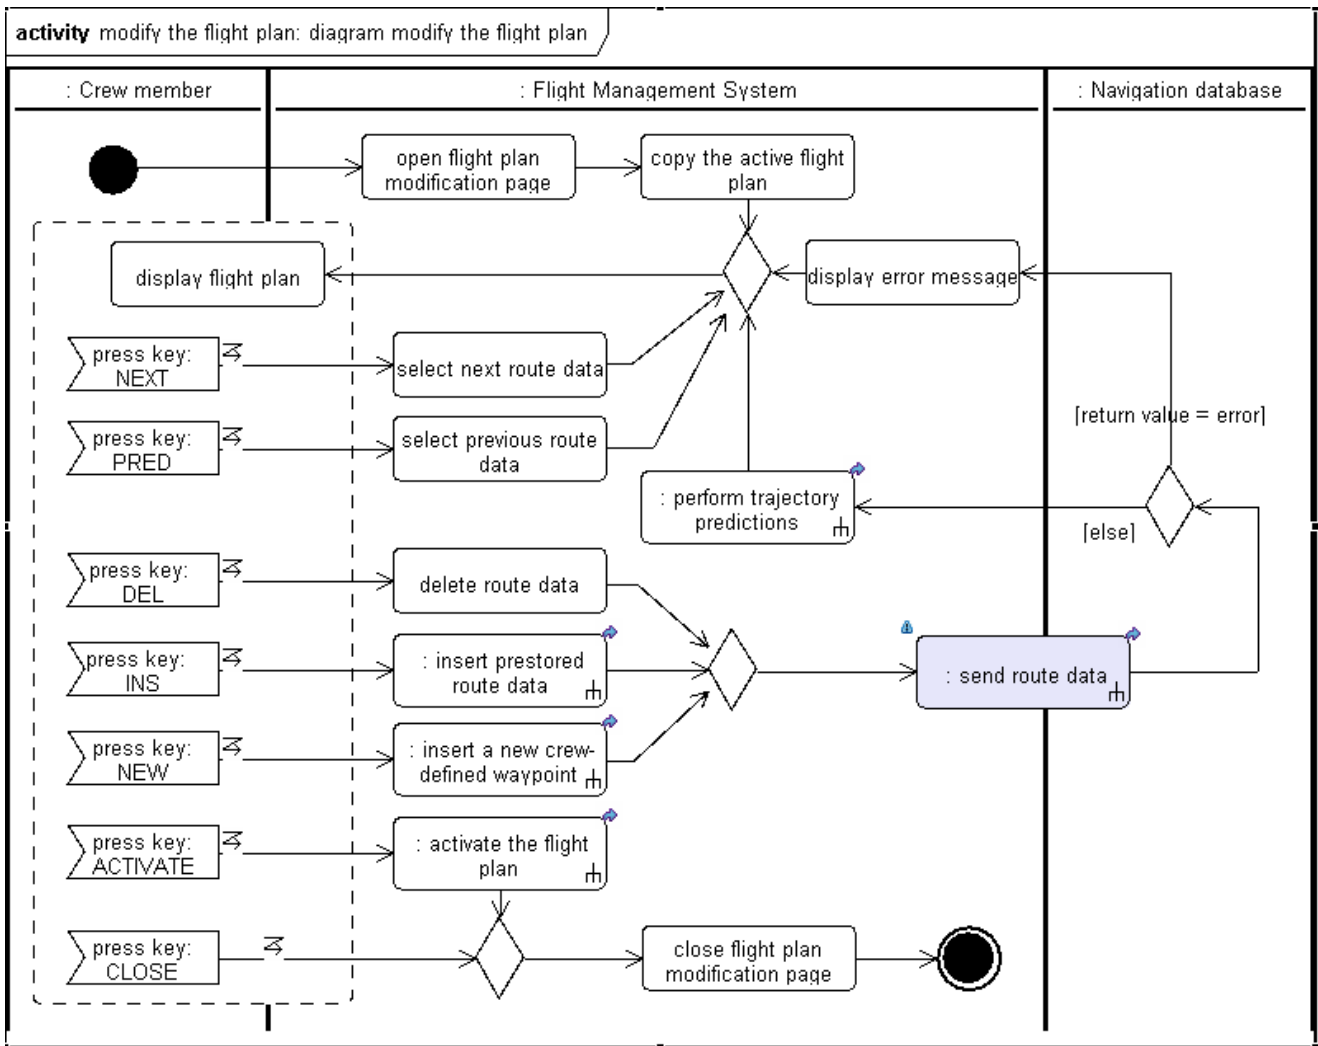 activity modify the flight plan: diagram modify the flight plan
: Crew member
: Flight Management System
: Navigation database
open flight plan
modification page
copy the active flight
plan
display flight plan
display error message
press key:
NEXT
select next route data
press key:
PRED
select previous route
data
[return value = error]
: perform trajectory
predictions
[else]
press key:
DEL
delete route data
press key:
INS
: insert prestored
route data
: send route data
press key:
NEW
: insert a new crew-
defined waypoint
press key:
ACTIVATE
: activate the flight
plan
press key:
CLOSE
close flight plan
modification page